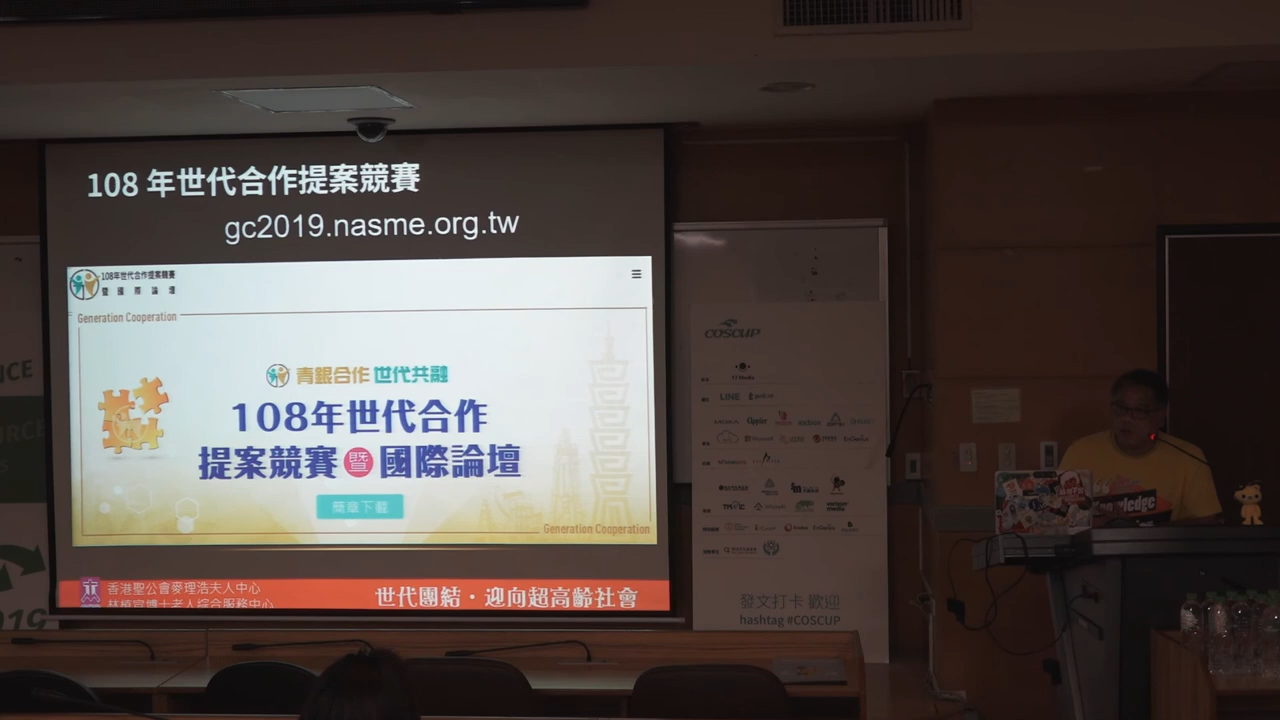 108 年世代合作提案競賽
gc2019.nasme.org.tw
108年世代合作提案競賽
暨國際論壇
Generation Cooperation
青銀合作 世代共融
108年世代合作
提案競賽 暨 國際論壇
簡章下載
Generation Cooperation
香港聖公會麥理浩夫人中心
林植宣博士老人綜合服務中心
世代團結・迎向超高齡社會
COSCUP
LINE
發文打卡 歡迎
hashtag #COSCUP
NCE
2019